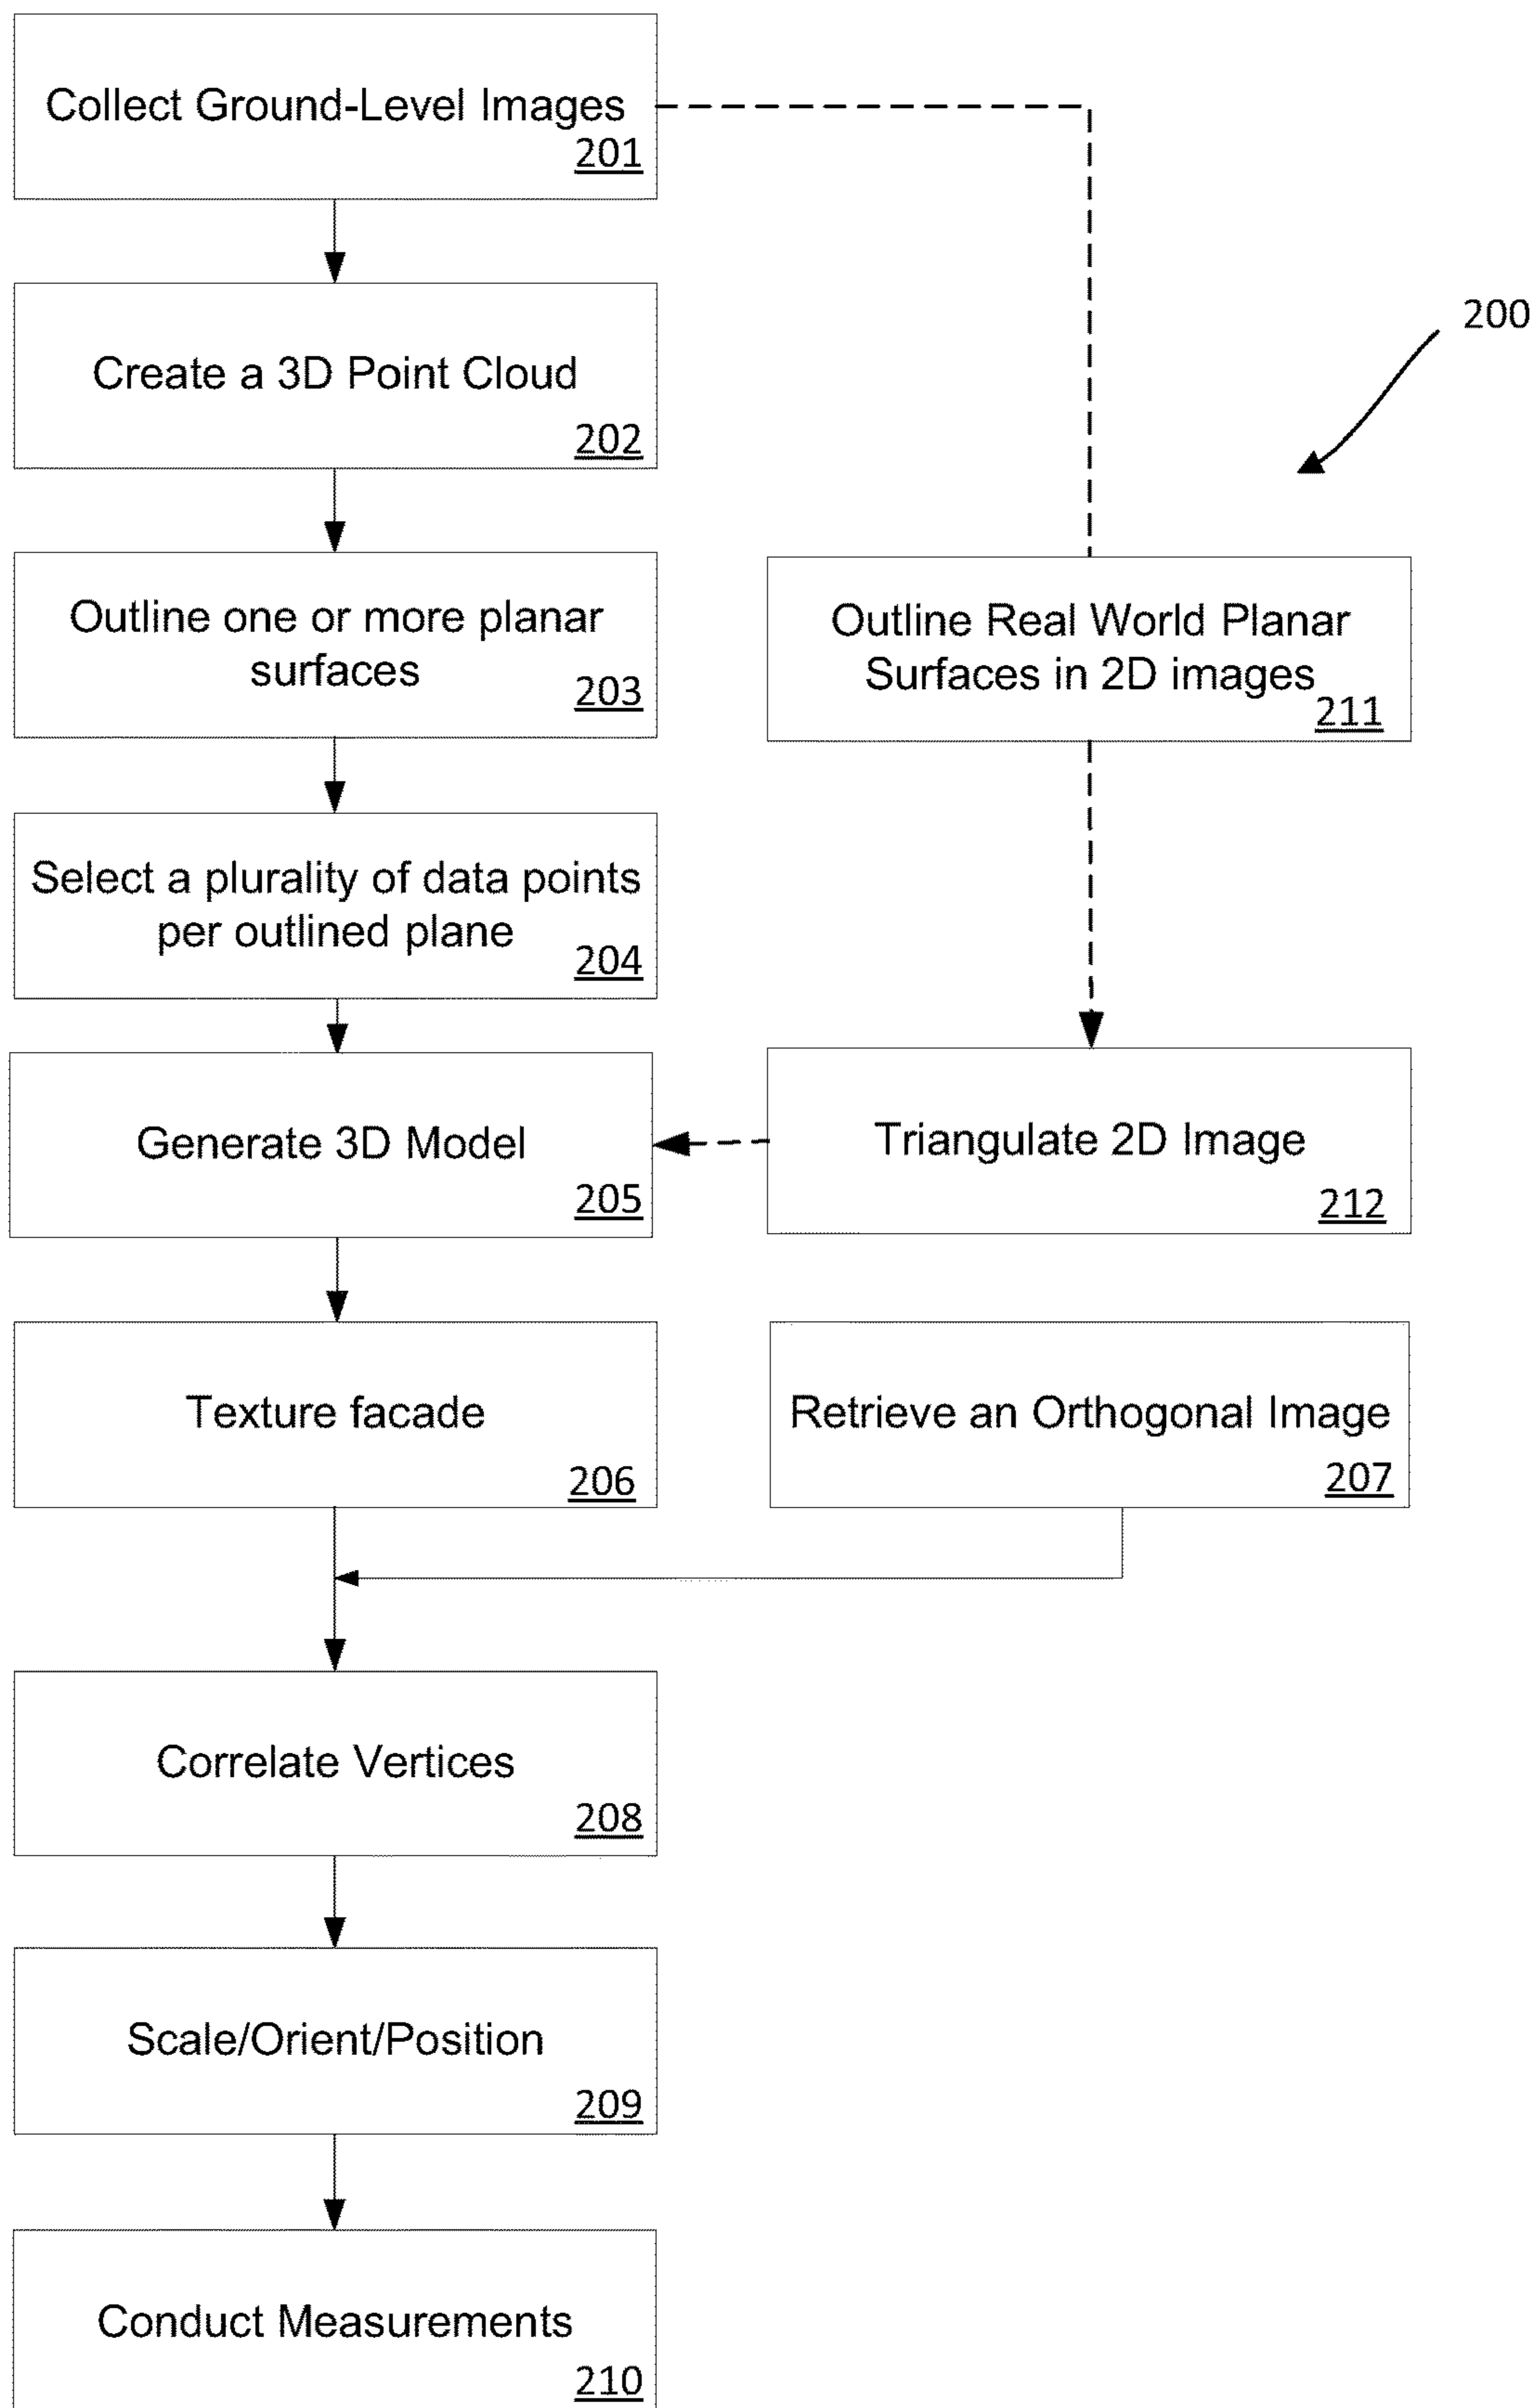 Collect Ground-Level Images
201
Create a 3D Point Cloud
202
200
Outline one or more planar
surfaces
203
Outline Real World Planar
Surfaces in 2D images
211
Select a plurality of data points
per outlined plane
204
Generate 3D Model
205
Triangulate 2D Image
212
Texture facade
206
Retrieve an Orthogonal Image
207
Correlate Vertices
208
Scale/Orient/Position
209
Conduct Measurements
210